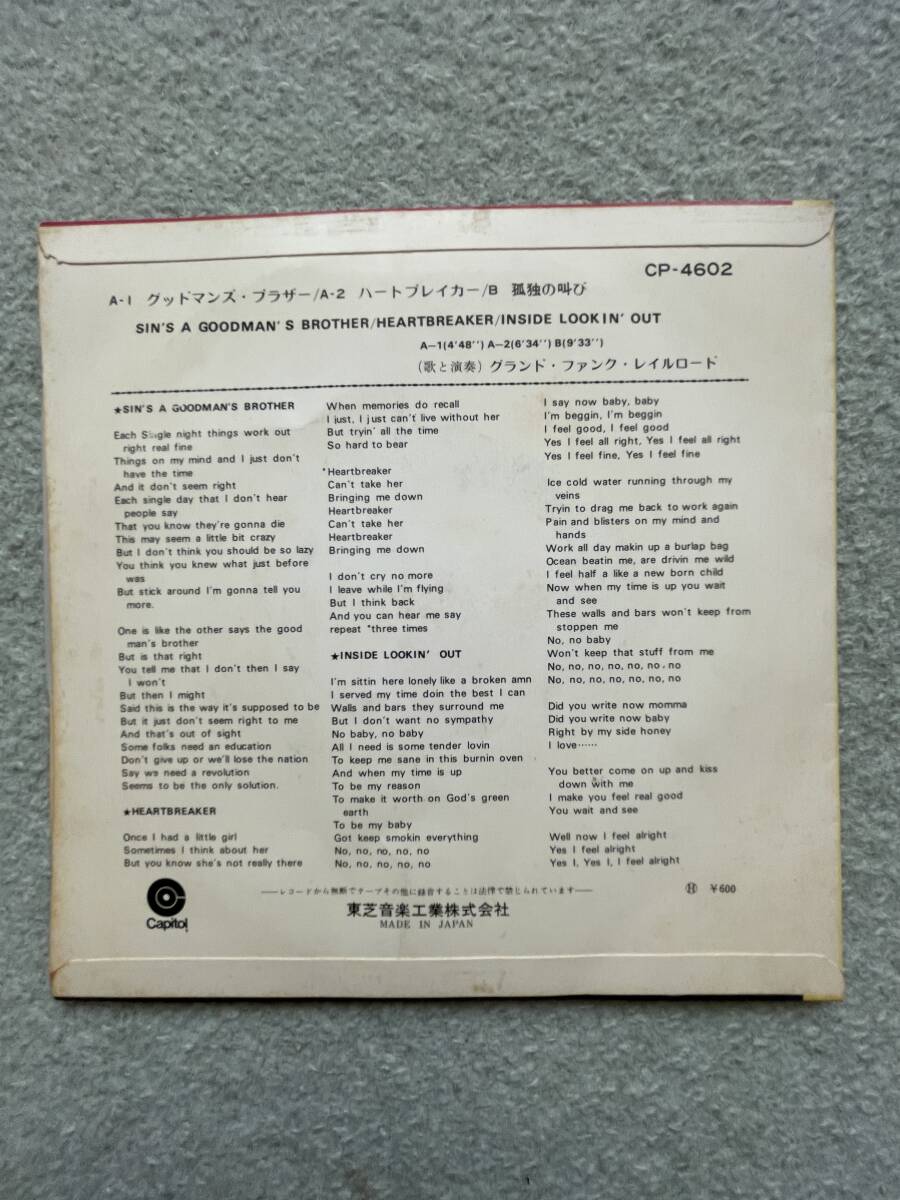 CP-4602
A-1 グッドマンズ・ブラザー/A-2 ハートブレイカー/B 孤独の叫び
SIN'S A GOODMAN'S BROTHER/HEARTBREAKER/INSIDE LOOKIN' OUT
A-1(4'48'') A-2(6'34'') B(9'33'')
(歌と演奏) グランド・ファンク・レイルロード
★SIN'S A GOODMAN'S BROTHER
Each Single night things work out
right real fine
Things on my mind and I just don't
have the time
And it don't seem right
Each single day that I don't hear
people say
That you know they're gonna die
This may seem a little bit crazy
But I don't think you should be so lazy
You think you knew what just before
was
But stick around I'm gonna tell you
more.
One is like the other says the good
man's brother
But is that right
You tell me that I don't then I say
I won't
But then I might
Said this is the way it's supposed to be
But it just don't seem right to me
And that's out of sight
Some folks need an education
Don't give up or we'll lose the nation
Say we need a revolution
Seems to be the only solution.
★HEARTBREAKER
Once I had a little girl
Sometimes I think about her
But you know she's not really there
When memories do recall
I just, I just can't live without her
But tryin' all the time
So hard to bear
*Heartbreaker
Can't take her
Bringing me down
Heartbreaker
Can't take her
Heartbreaker
Bringing me down
I don't cry no more
I leave while I'm flying
But I think back
And you can hear me say
repeat *three times
★INSIDE LOOKIN' OUT
I'm sittin here lonely like a broken amn
I served my time doin the best I can
Walls and bars they surround me
But I don't want no sympathy
No baby, no baby
All I need is some tender lovin
To keep me sane in this burnin oven
And when my time is up
To be my reason
To make it worth on God's green
earth
To be my baby
Got keep smokin everything
No, no, no, no, no
No, no, no, no, no
I say now baby, baby
I'm beggin, I'm beggin
I feel good, I feel good
Yes I feel all right, Yes I feel all right
Yes I feel fine, Yes I feel fine
Ice cold water running through my
veins
Tryin to drag me back to work again
Pain and blisters on my mind and
hands
Work all day makin up a burlap bag
Ocean beatin me, are drivin me wild
I feel half a like a new born child
Now when my time is up you wait
and see
These walls and bars won't keep from
stoppen me
No, no baby
Won't keep that stuff from me
No, no, no, no, no, no, no
No, no, no, no, no, no, no
Did you write now momma
Did you write now baby
Right by my side honey
I love……
You better come on up and kiss
down with me
I make you feel real good
You wait and see
Well now I feel alright
Yes I feel alright
Yes I, Yes I, I feel alright
Capitol
——レコードから無断でテープその他に録音することは法律で禁じられています——
Ⓗ ￥600
東芝音楽工業株式会社
MADE IN JAPAN